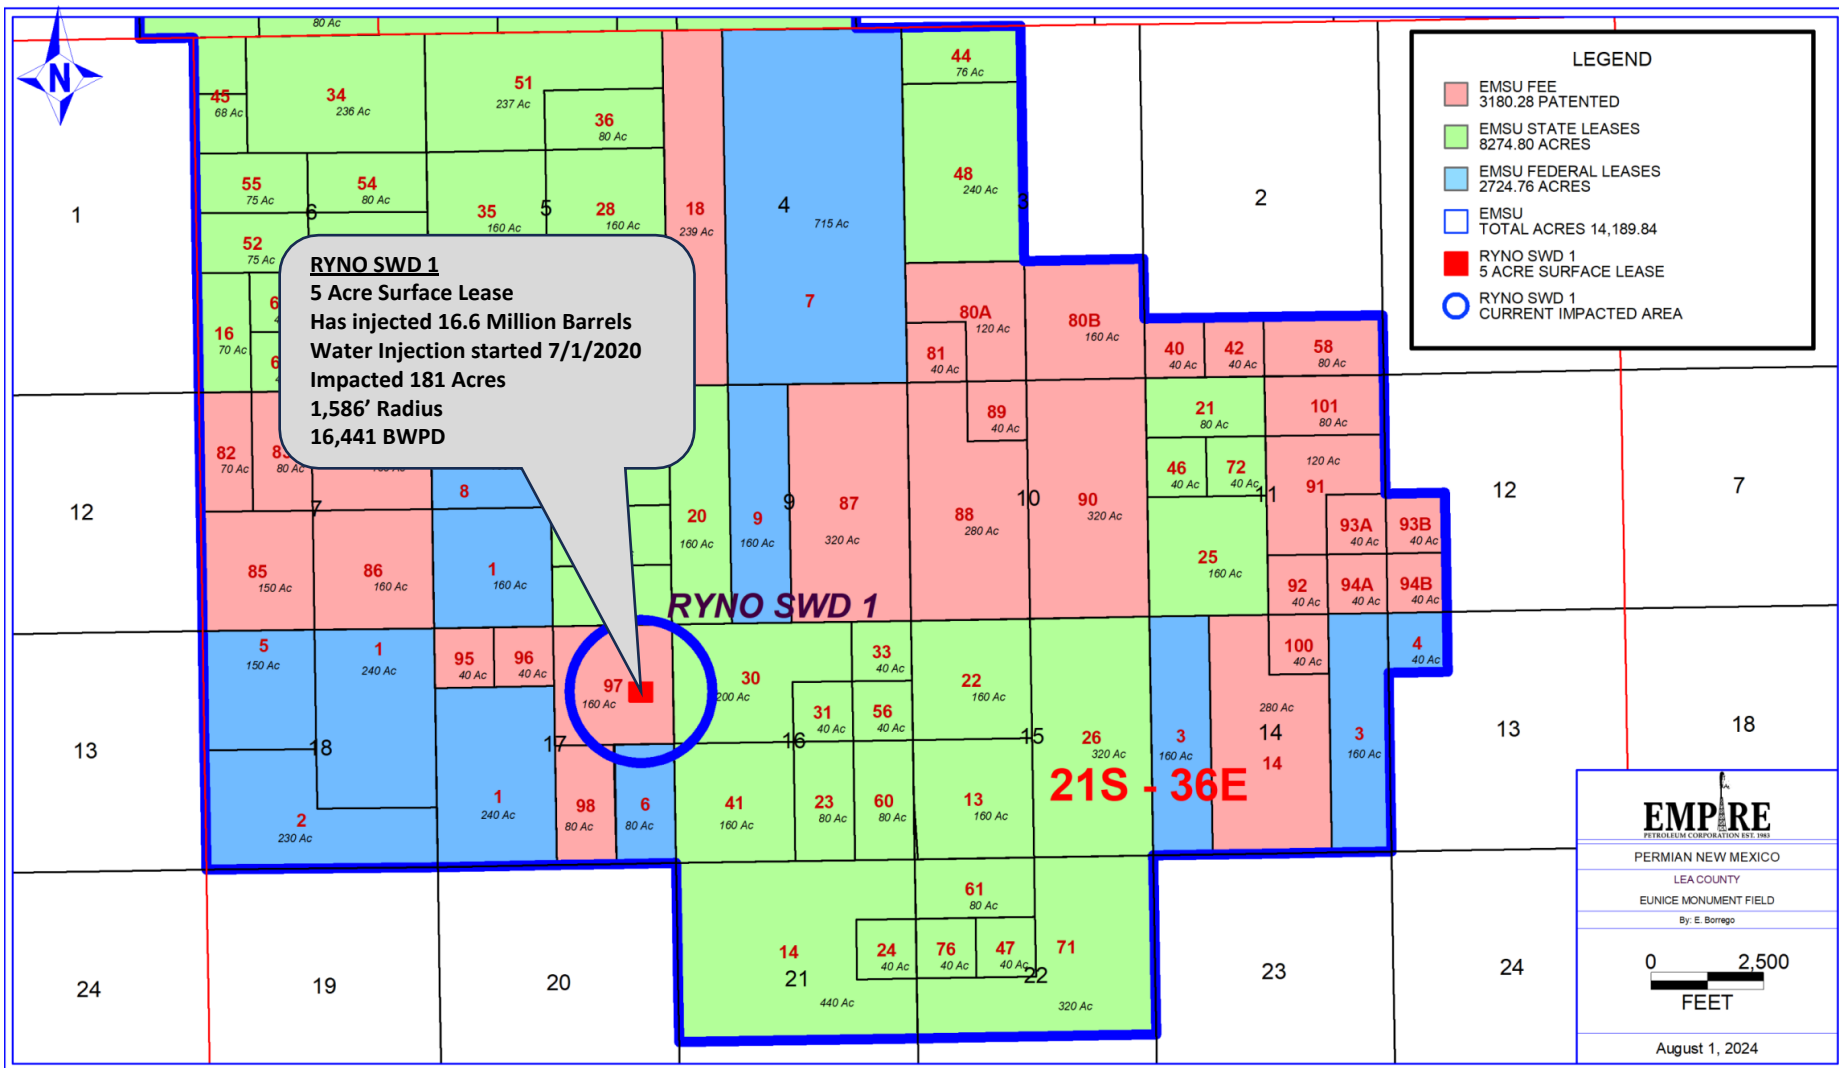 80 Ac
N
45
68 Ac
34
236 Ac
51
237 Ac
36
80 Ac
44
76 Ac
55
75 Ac
54
80 Ac
6
35
160 Ac
5
28
160 Ac
18
239 Ac
4
715 Ac
48
240 Ac
3
2
1
52
75 Ac
16
70 Ac
7
80A
120 Ac
80B
160 Ac
81
40 Ac
40
40 Ac
42
40 Ac
58
80 Ac
LEGEND
EMSU FEE
3180.28 PATENTED
EMSU STATE LEASES
8274.80 ACRES
EMSU FEDERAL LEASES
2724.76 ACRES
EMSU
TOTAL ACRES 14,189.84
RYNO SWD 1
5 ACRE SURFACE LEASE
RYNO SWD 1
CURRENT IMPACTED AREA
RYNO SWD 1
5 Acre Surface Lease
Has injected 16.6 Million Barrels
Water Injection started 7/1/2020
Impacted 181 Acres
1,586’ Radius
16,441 BWPD
82
70 Ac
83
80 Ac
7
8
89
40 Ac
21
80 Ac
101
80 Ac
46
40 Ac
72
40 Ac
11
120 Ac
91
12
20
160 Ac
9
160 Ac
9
87
320 Ac
88
280 Ac
10
90
320 Ac
93A
40 Ac
93B
40 Ac
12
7
85
150 Ac
86
160 Ac
1
160 Ac
25
160 Ac
92
40 Ac
94A
40 Ac
94B
40 Ac
RYNO SWD 1
5
150 Ac
1
240 Ac
95
40 Ac
96
40 Ac
97
160 Ac
30
200 Ac
33
40 Ac
22
160 Ac
100
40 Ac
4
40 Ac
31
40 Ac
56
40 Ac
13
18
17
16
15
26
320 Ac
3
160 Ac
280 Ac
14
14
3
160 Ac
13
18
21S - 36E
2
230 Ac
1
240 Ac
98
80 Ac
6
80 Ac
41
160 Ac
23
80 Ac
60
80 Ac
13
160 Ac
EMPIRE
PETROLEUM CORPORATION EST. 1983
PERMIAN NEW MEXICO
LEA COUNTY
EUNICE MONUMENT FIELD
By: E. Borrego
0 2,500
FEET
August 1, 2024
61
80 Ac
14
21
440 Ac
24
40 Ac
76
40 Ac
47
40 Ac
22
71
320 Ac
24
19
20
23
24